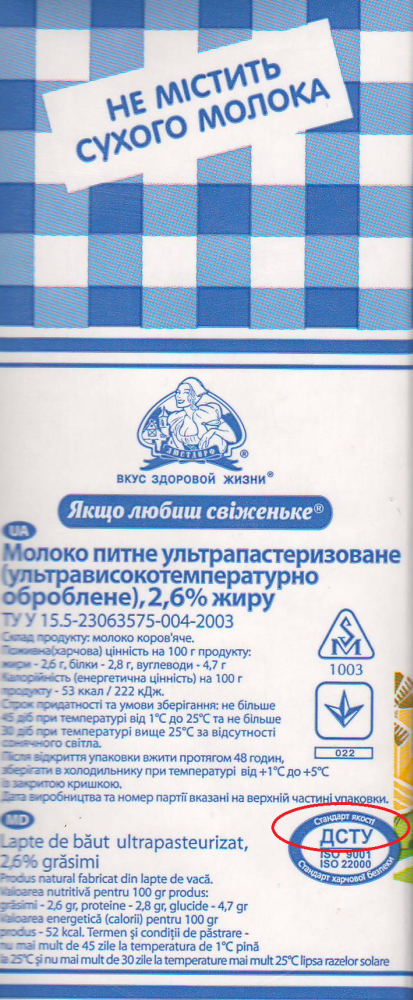 НЕ МІСТИТЬ
СУХОГО МОЛОКА
ЛЮСТДОРФ
®
ВКУС ЗДОРОВОЙ ЖИЗНИ®
Якщо любиш свіженьке®
UA
Молоко питне ультрапастеризоване
(ультрависокотемпературно
оброблене), 2,6% жиру
ТУ У 15.5-23063575-004-2003
Склад продукту: молоко коров'яче.
Поживна(харчова) цінність на 100 г продукту:
жири - 2,6 г, білки - 2,8 г, вуглеводи - 4,7 г
Калорійність (енергетична цінність) на 100 г
продукту - 53 ккал / 222 кДж.
Строк придатності та умови зберігання: не більше
45 діб при температурі від 1°С до 25°С та не більше
30 діб при температурі вище 25°С за відсутності
сонячного світла.
Після відкриття упаковки вжити протягом 48 годин,
зберігати в холодильнику при температурі від +1°С до +5°С
із закритою кришкою.
Дата виробництва та номер партії вказані на верхній частині упаковки.
1003
022
MD
Lapte de băut ultrapasteurizat,
2,6% grăsimi
Produs natural fabricat din lapte de vacă.
Valoarea nutritivă pentru 100 gr produs:
grăsimi - 2,6 gr, proteine - 2,8 gr, glucide - 4,7 gr
Valoarea energetică (calorii) pentru 100 gr
produs - 52 kcal. Termen și condiții de păstrare -
nu mai mult de 45 zile la temperatura de 1°C pină
la 25°C și nu mai mult de 30 zile la temperature mai mult 25°C lipsa razelor solare
Стандарт якості
ДСТУ
ISO 9001
ISO 22000
Стандарт харчової безпеки